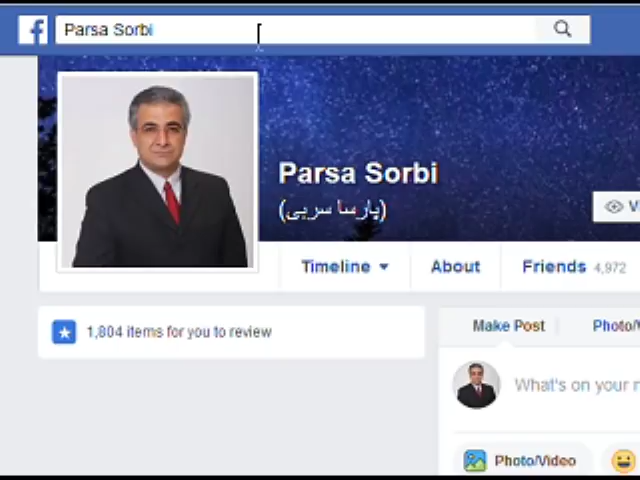 Parsa Sorbi
Parsa Sorbi
(پارسا سربی)
Timeline
About
Friends 4,972
1,804 items for you to review
Make Post
Photo/V
What's on your m
Photo/Video